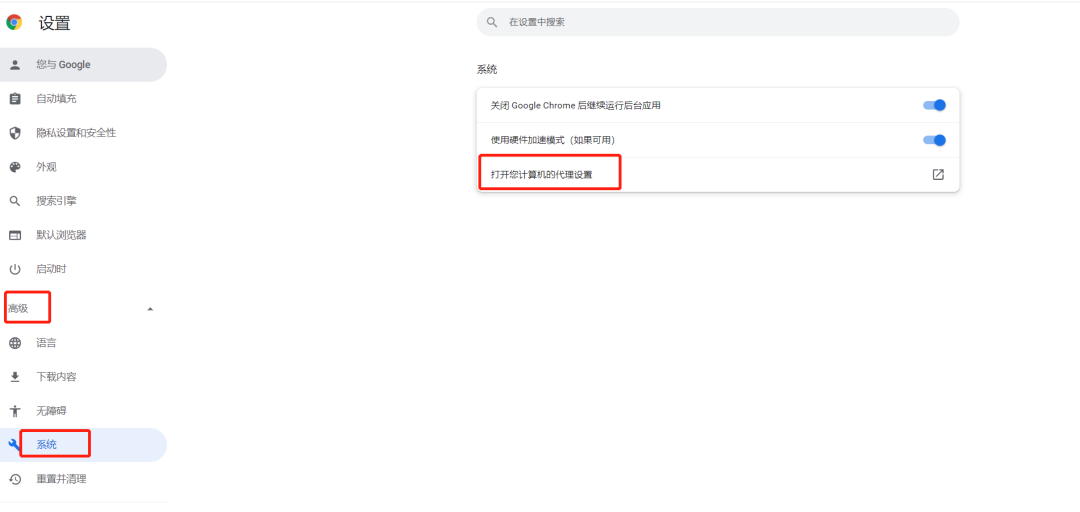 设置
在设置中搜索
您与 Google
自动填充
隐私设置和安全性
外观
搜索引擎
默认浏览器
启动时
高级
语言
下载内容
无障碍
系统
重置并清理
系统
关闭 Google Chrome 后继续运行后台应用
使用硬件加速模式（如果可用）
打开您计算机的代理设置